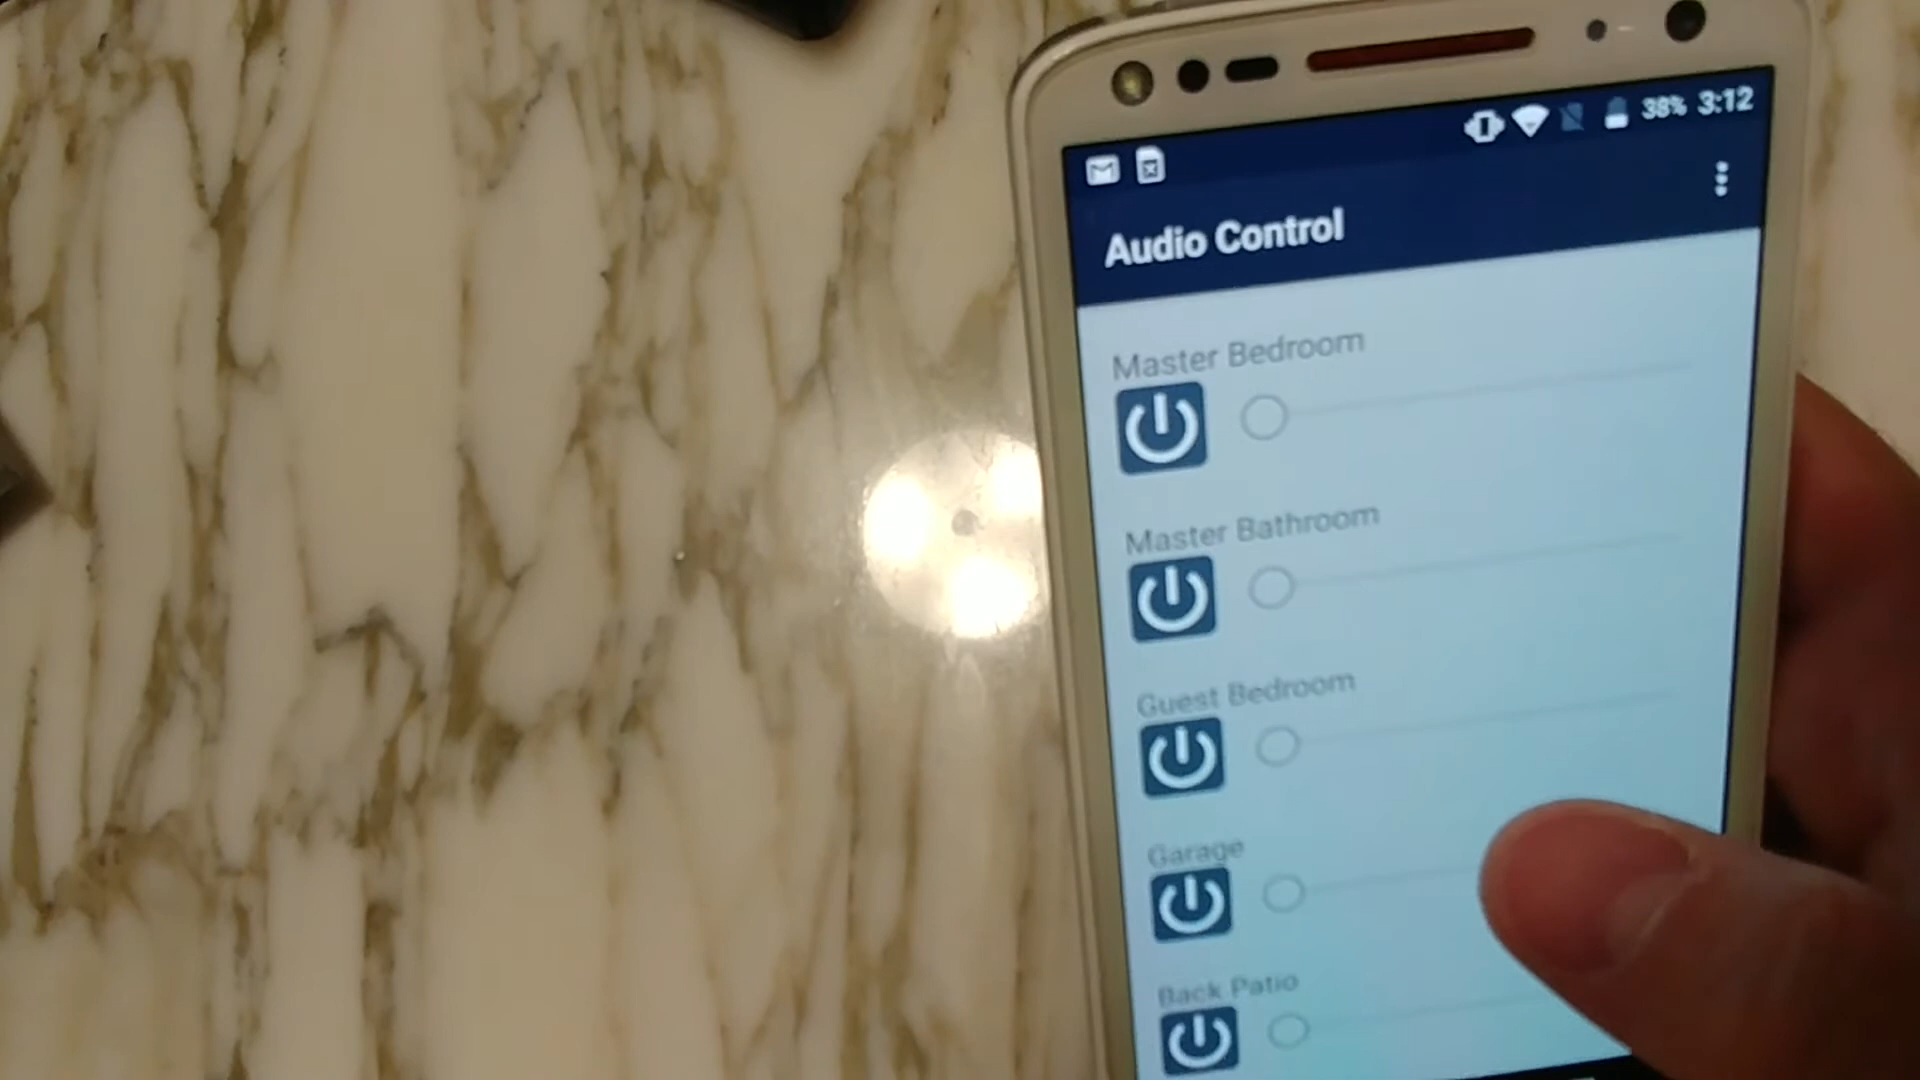 38% 3:12
Audio Control
Master Bedroom
Master Bathroom
Guest Bedroom
Garage
Back Patio